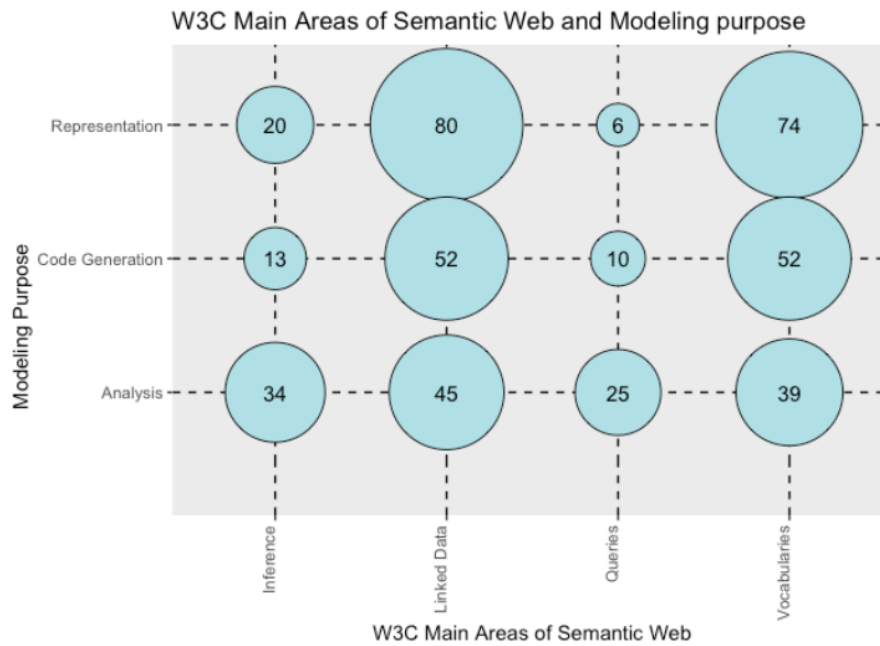 W3C Main Areas of Semantic Web and Modeling purpose
Representation
20
80
6
74
Code Generation
13
52
10
52
Analysis
34
45
25
39
Modeling Purpose
Inference
Linked Data
Queries
Vocabularies
W3C Main Areas of Semantic Web